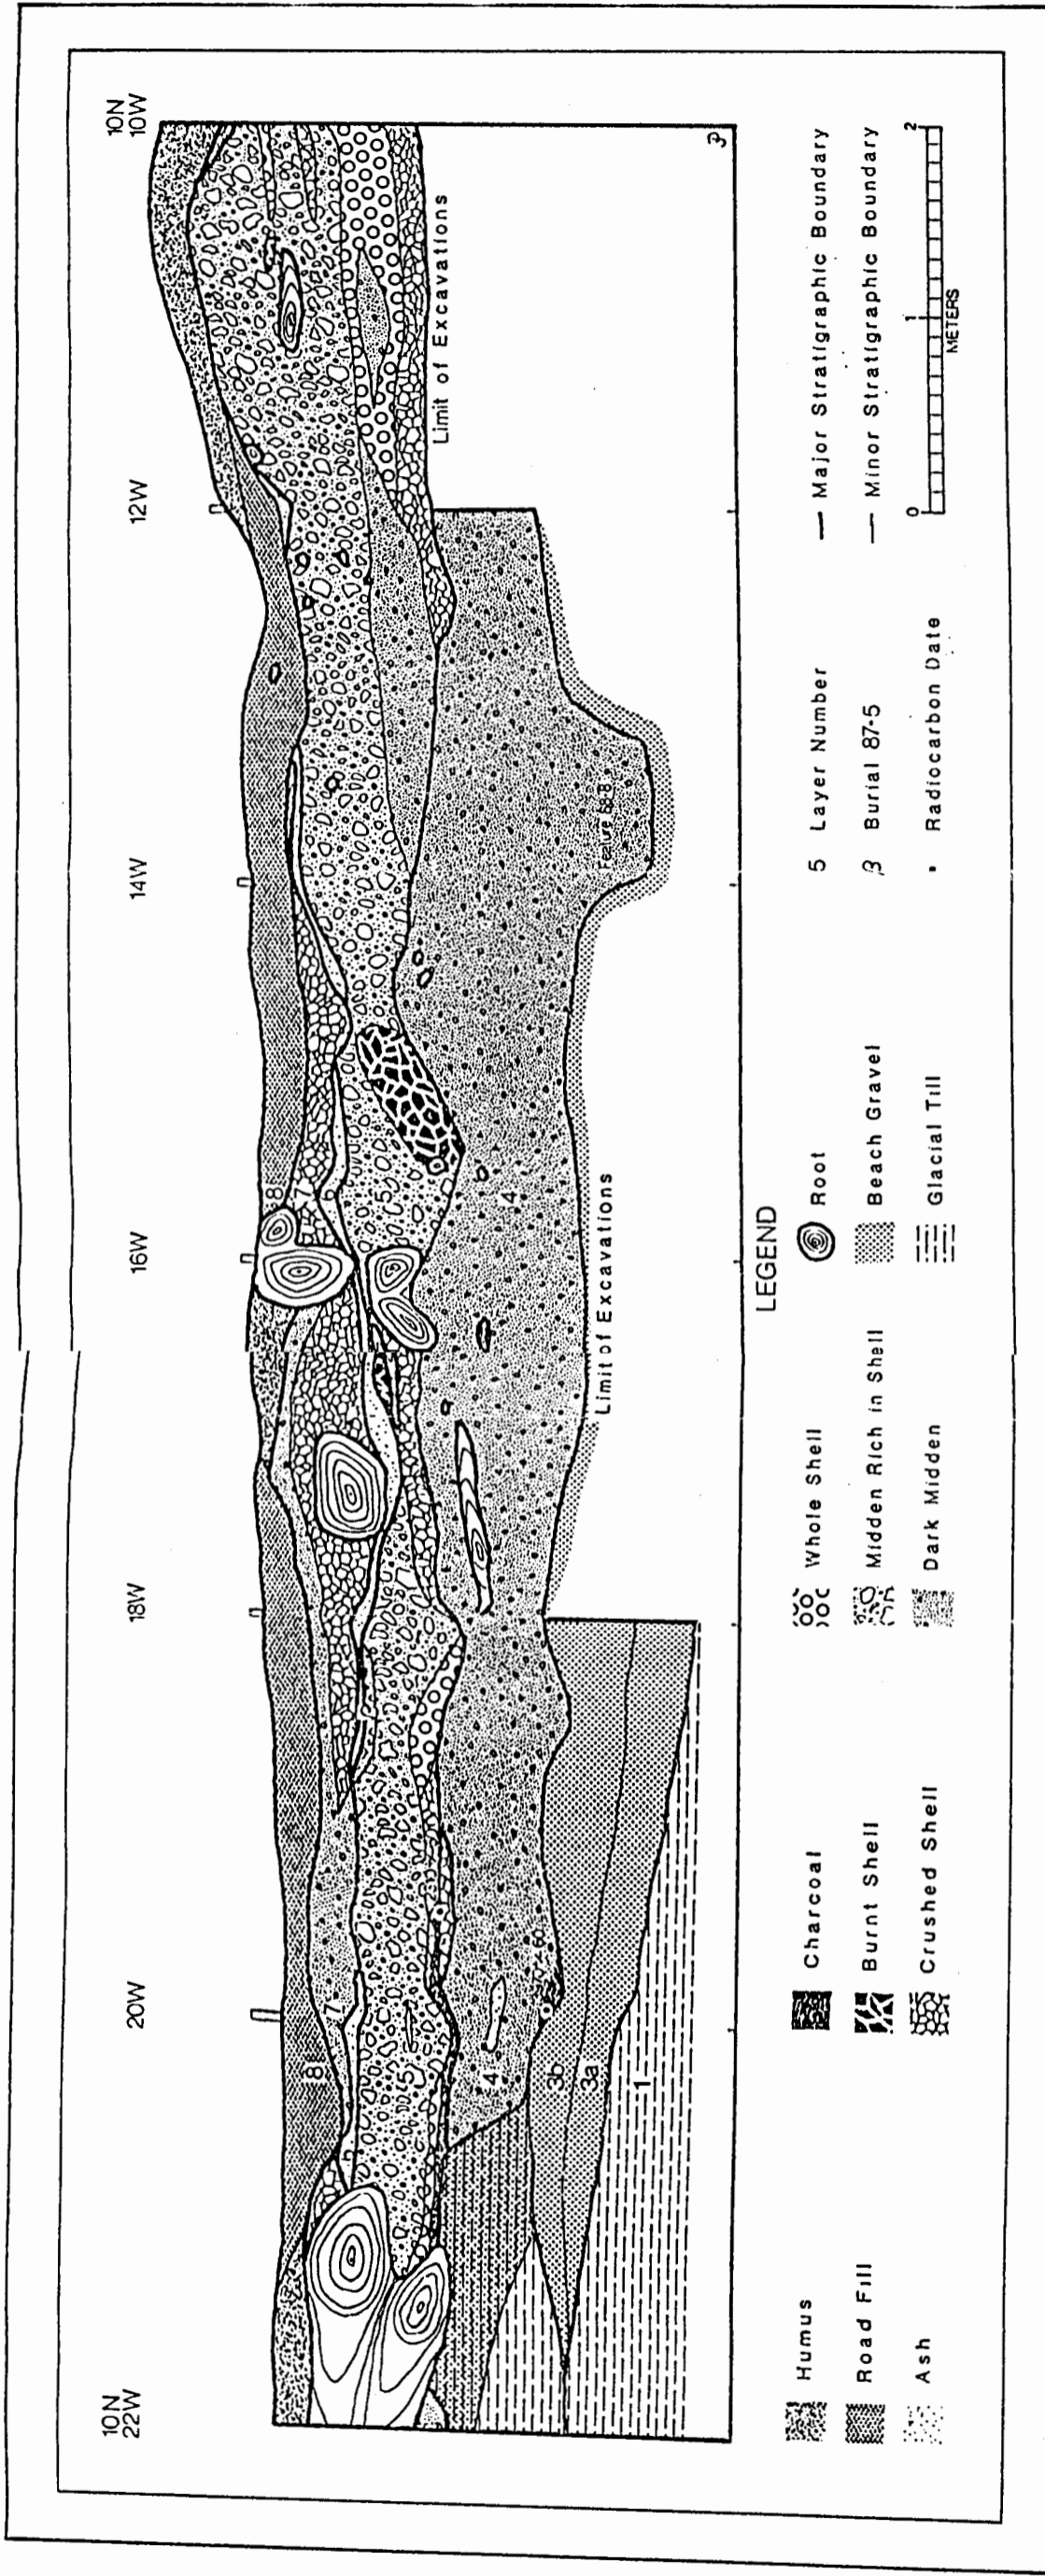 10N
22W
20W
18W
16W
14W
12W
10N
10W
8
7
5
4
3b
3a
1
8
7
6
5
4
Feature 88-8
Limit of Excavations
Limit of Excavations
LEGEND
Humus
Road Fill
Ash
Charcoal
Burnt Shell
Crushed Shell
Whole Shell
Midden Rich in Shell
Dark Midden
Root
Beach Gravel
Glacial Till
5 Layer Number
β Burial 87-5
• Radiocarbon Date
— Major Stratigraphic Boundary
— Minor Stratigraphic Boundary
0 1 2
METERS